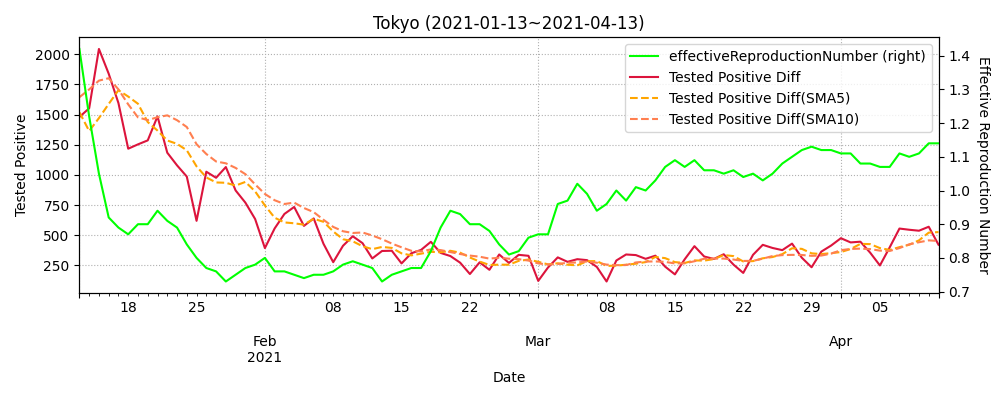 Tokyo (2021-01-13~2021-04-13)
effectiveReproductionNumber (right)
Tested Positive Diff
Tested Positive Diff(SMA5)
Tested Positive Diff(SMA10)
Tested Positive
2000
1750
1500
1250
1000
750
500
250
1.4
1.3
1.2
1.1
1.0
0.9
0.8
0.7
Effective Reproduction Number
18 25 08 15 22 08 15 22 29 05
Feb Mar Apr
2021
Date